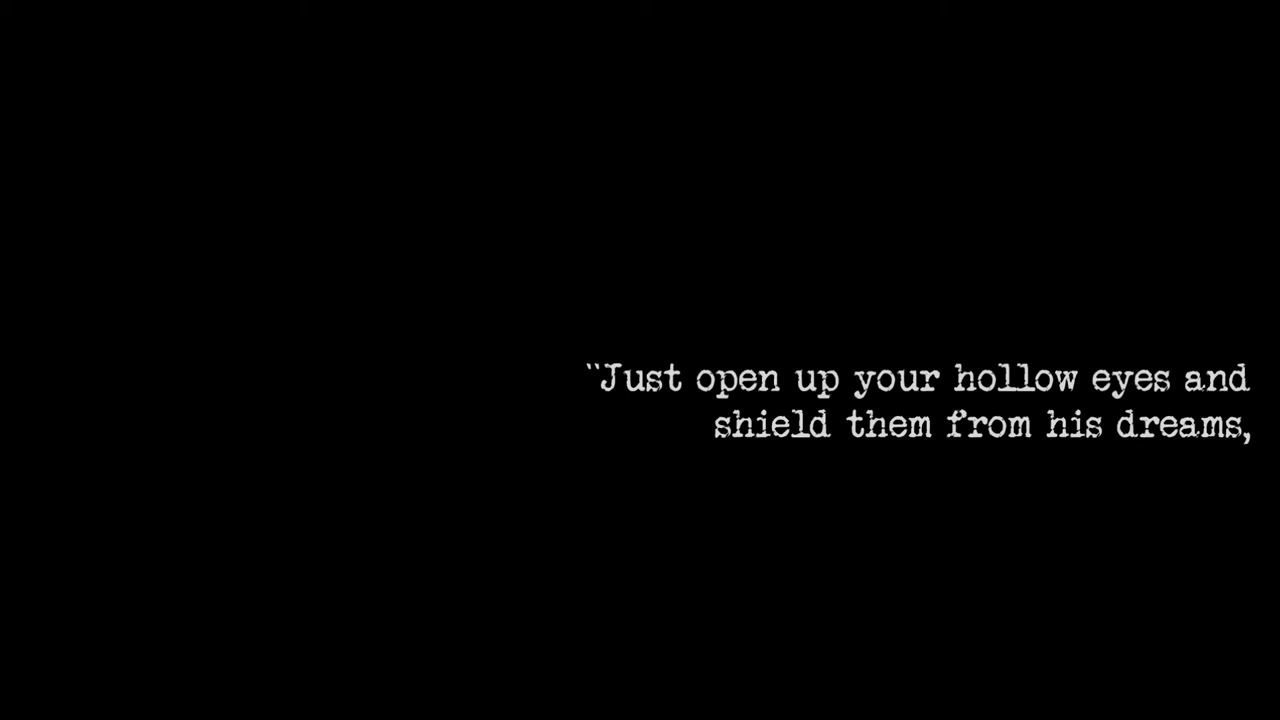 "Just open up your hollow eyes and
shield them from his dreams,